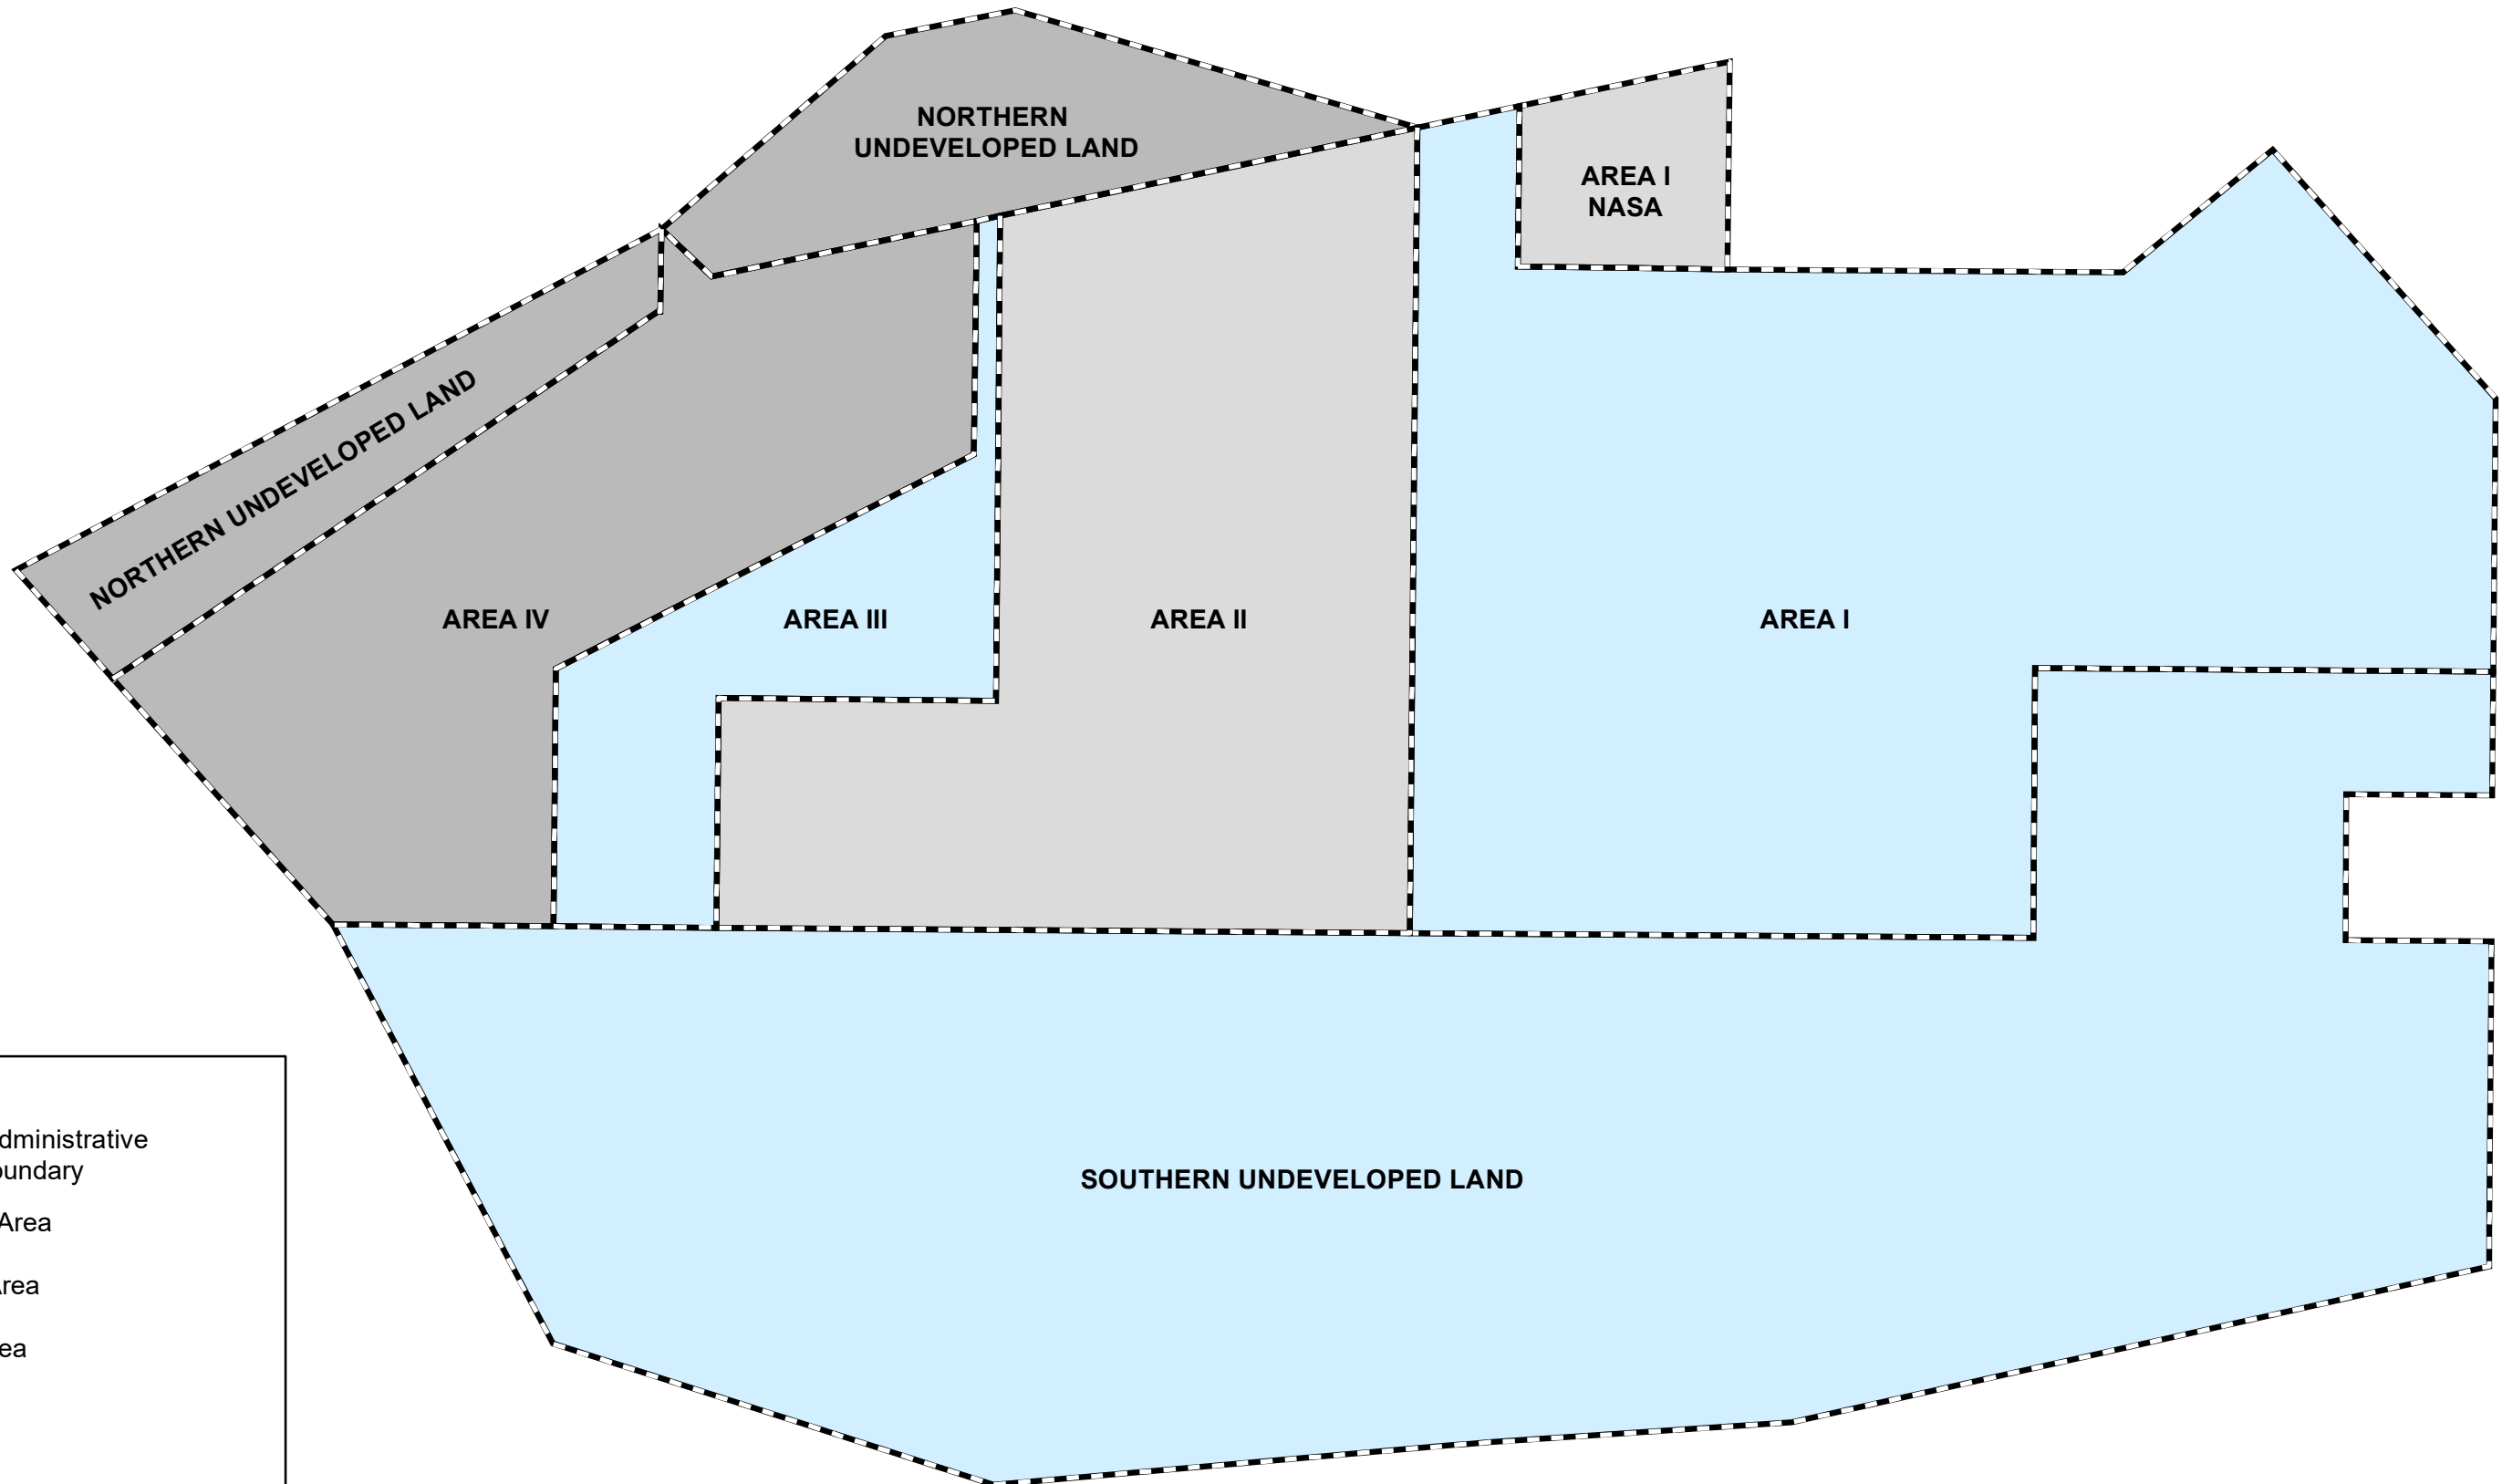 NORTHERN
UNDEVELOPED LAND
AREA I
NASA
NORTHERN UNDEVELOPED LAND
AREA IV
AREA III
AREA II
AREA I
SOUTHERN UNDEVELOPED LAND
dministrative
oundary
Area
rea
ea